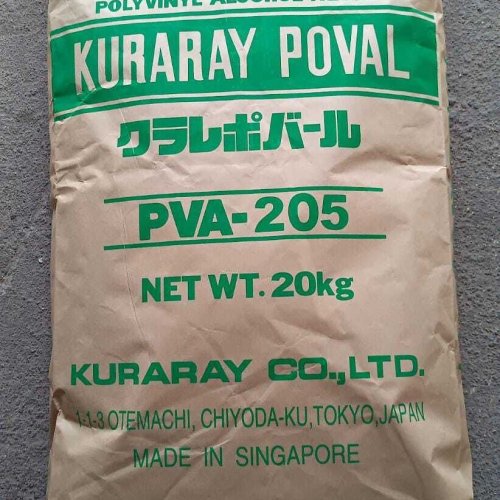 POLYVINYL ALCOHOL
KURARAY POVAL
クラレポバール
PVA-205
NET WT. 20kg
KURARAY CO.,LTD.
1-1-3 OTEMACHI, CHIYODA-KU,TOKYO,JAPAN
MADE IN SINGAPORE